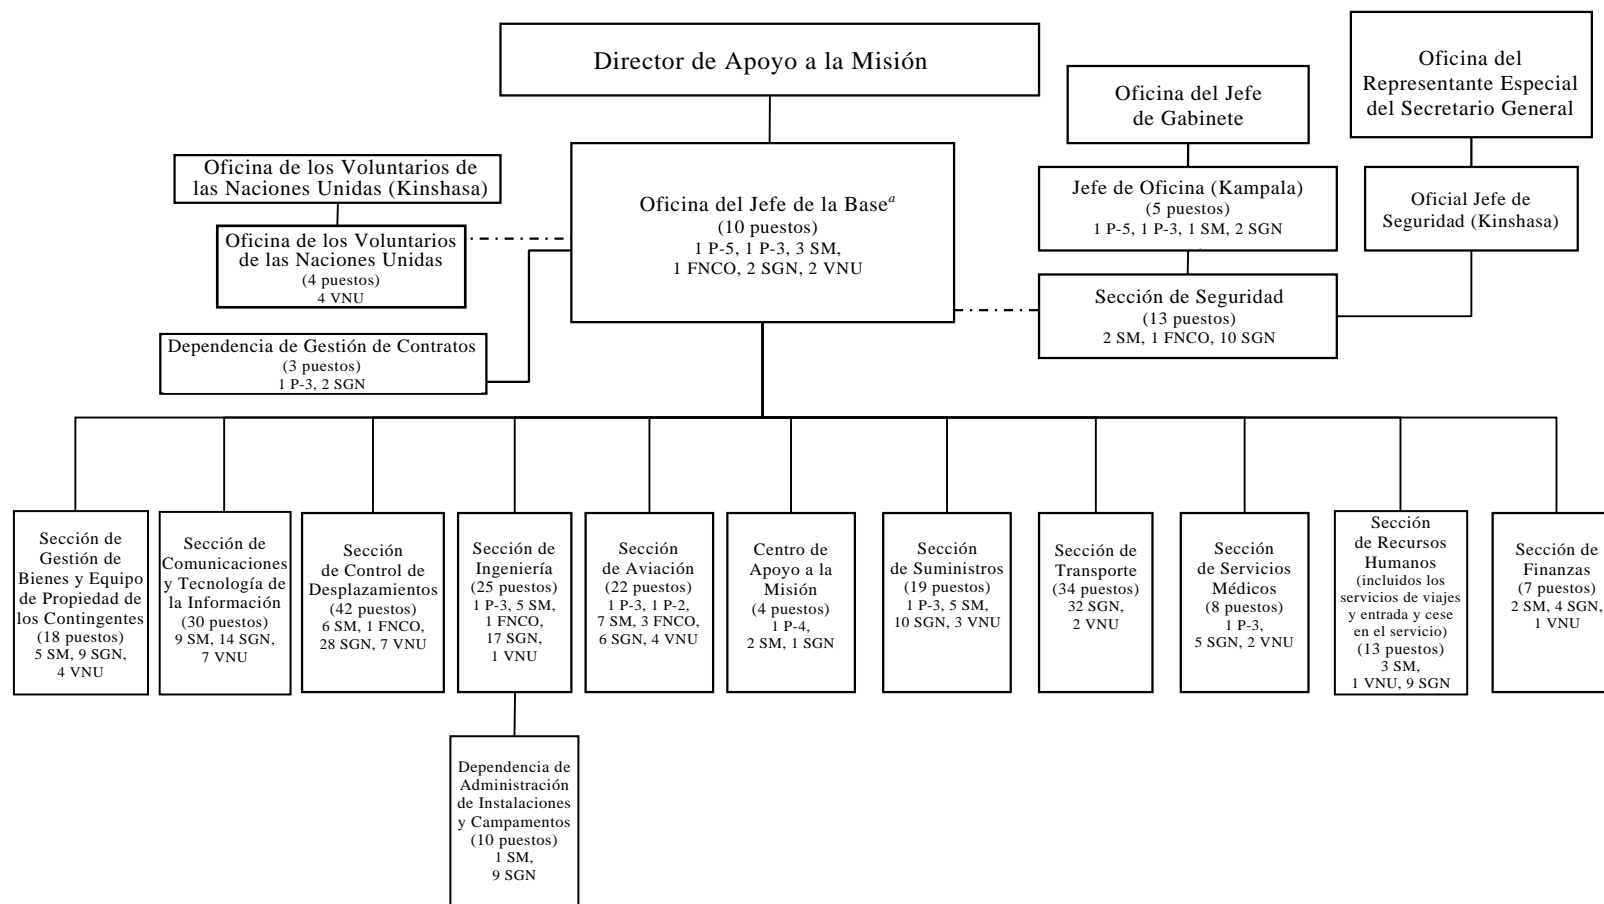 Director de Apoyo a la Misión
Oficina del Jefe
de Gabinete
Oficina del
Representante Especial
del Secretario General
Oficina de los Voluntarios de
las Naciones Unidas (Kinshasa)
Oficina de los Voluntarios
de las Naciones Unidas
(4 puestos)
4 VNU
Oficina del Jefe de la Baseᵃ
(10 puestos)
1 P-5, 1 P-3, 3 SM,
1 FNCO, 2 SGN, 2 VNU
Jefe de Oficina (Kampala)
(5 puestos)
1 P-5, 1 P-3, 1 SM, 2 SGN
Oficial Jefe de
Seguridad (Kinshasa)
Sección de Seguridad
(13 puestos)
2 SM, 1 FNCO, 10 SGN
Dependencia de Gestión de Contratos
(3 puestos)
1 P-3, 2 SGN
Sección de
Gestión de
Bienes y Equipo
de Propiedad de
los Contingentes
(18 puestos)
5 SM, 9 SGN,
4 VNU
Sección de
Comunicaciones
y Tecnología de
la Información
(30 puestos)
9 SM, 14 SGN,
7 VNU
Sección
de Control de
Desplazamientos
(42 puestos)
6 SM, 1 FNCO,
28 SGN, 7 VNU
Sección de
Ingeniería
(25 puestos)
1 P-3, 5 SM,
1 FNCO,
17 SGN,
1 VNU
Sección
de Aviación
(22 puestos)
1 P-3, 1 P-2,
7 SM, 3 FNCO,
6 SGN, 4 VNU
Centro de
Apoyo a la
Misión
(4 puestos)
1 P-4,
2 SM, 1 SGN
Sección
de Suministros
(19 puestos)
1 P-3, 5 SM,
10 SGN, 3 VNU
Sección de
Transporte
(34 puestos)
32 SGN,
2 VNU
Sección
de Servicios
Médicos
(8 puestos)
1 P-3,
5 SGN, 2 VNU
Sección
de Recursos
Humanos
(incluidos los
servicios de viajes
y entrada y cese
en el servicio)
(13 puestos)
3 SM,
1 VNU, 9 SGN
Sección de
Finanzas
(7 puestos)
2 SM, 4 SGN,
1 VNU
Dependencia de
Administración
de Instalaciones
y Campamentos
(10 puestos)
1 SM,
9 SGN